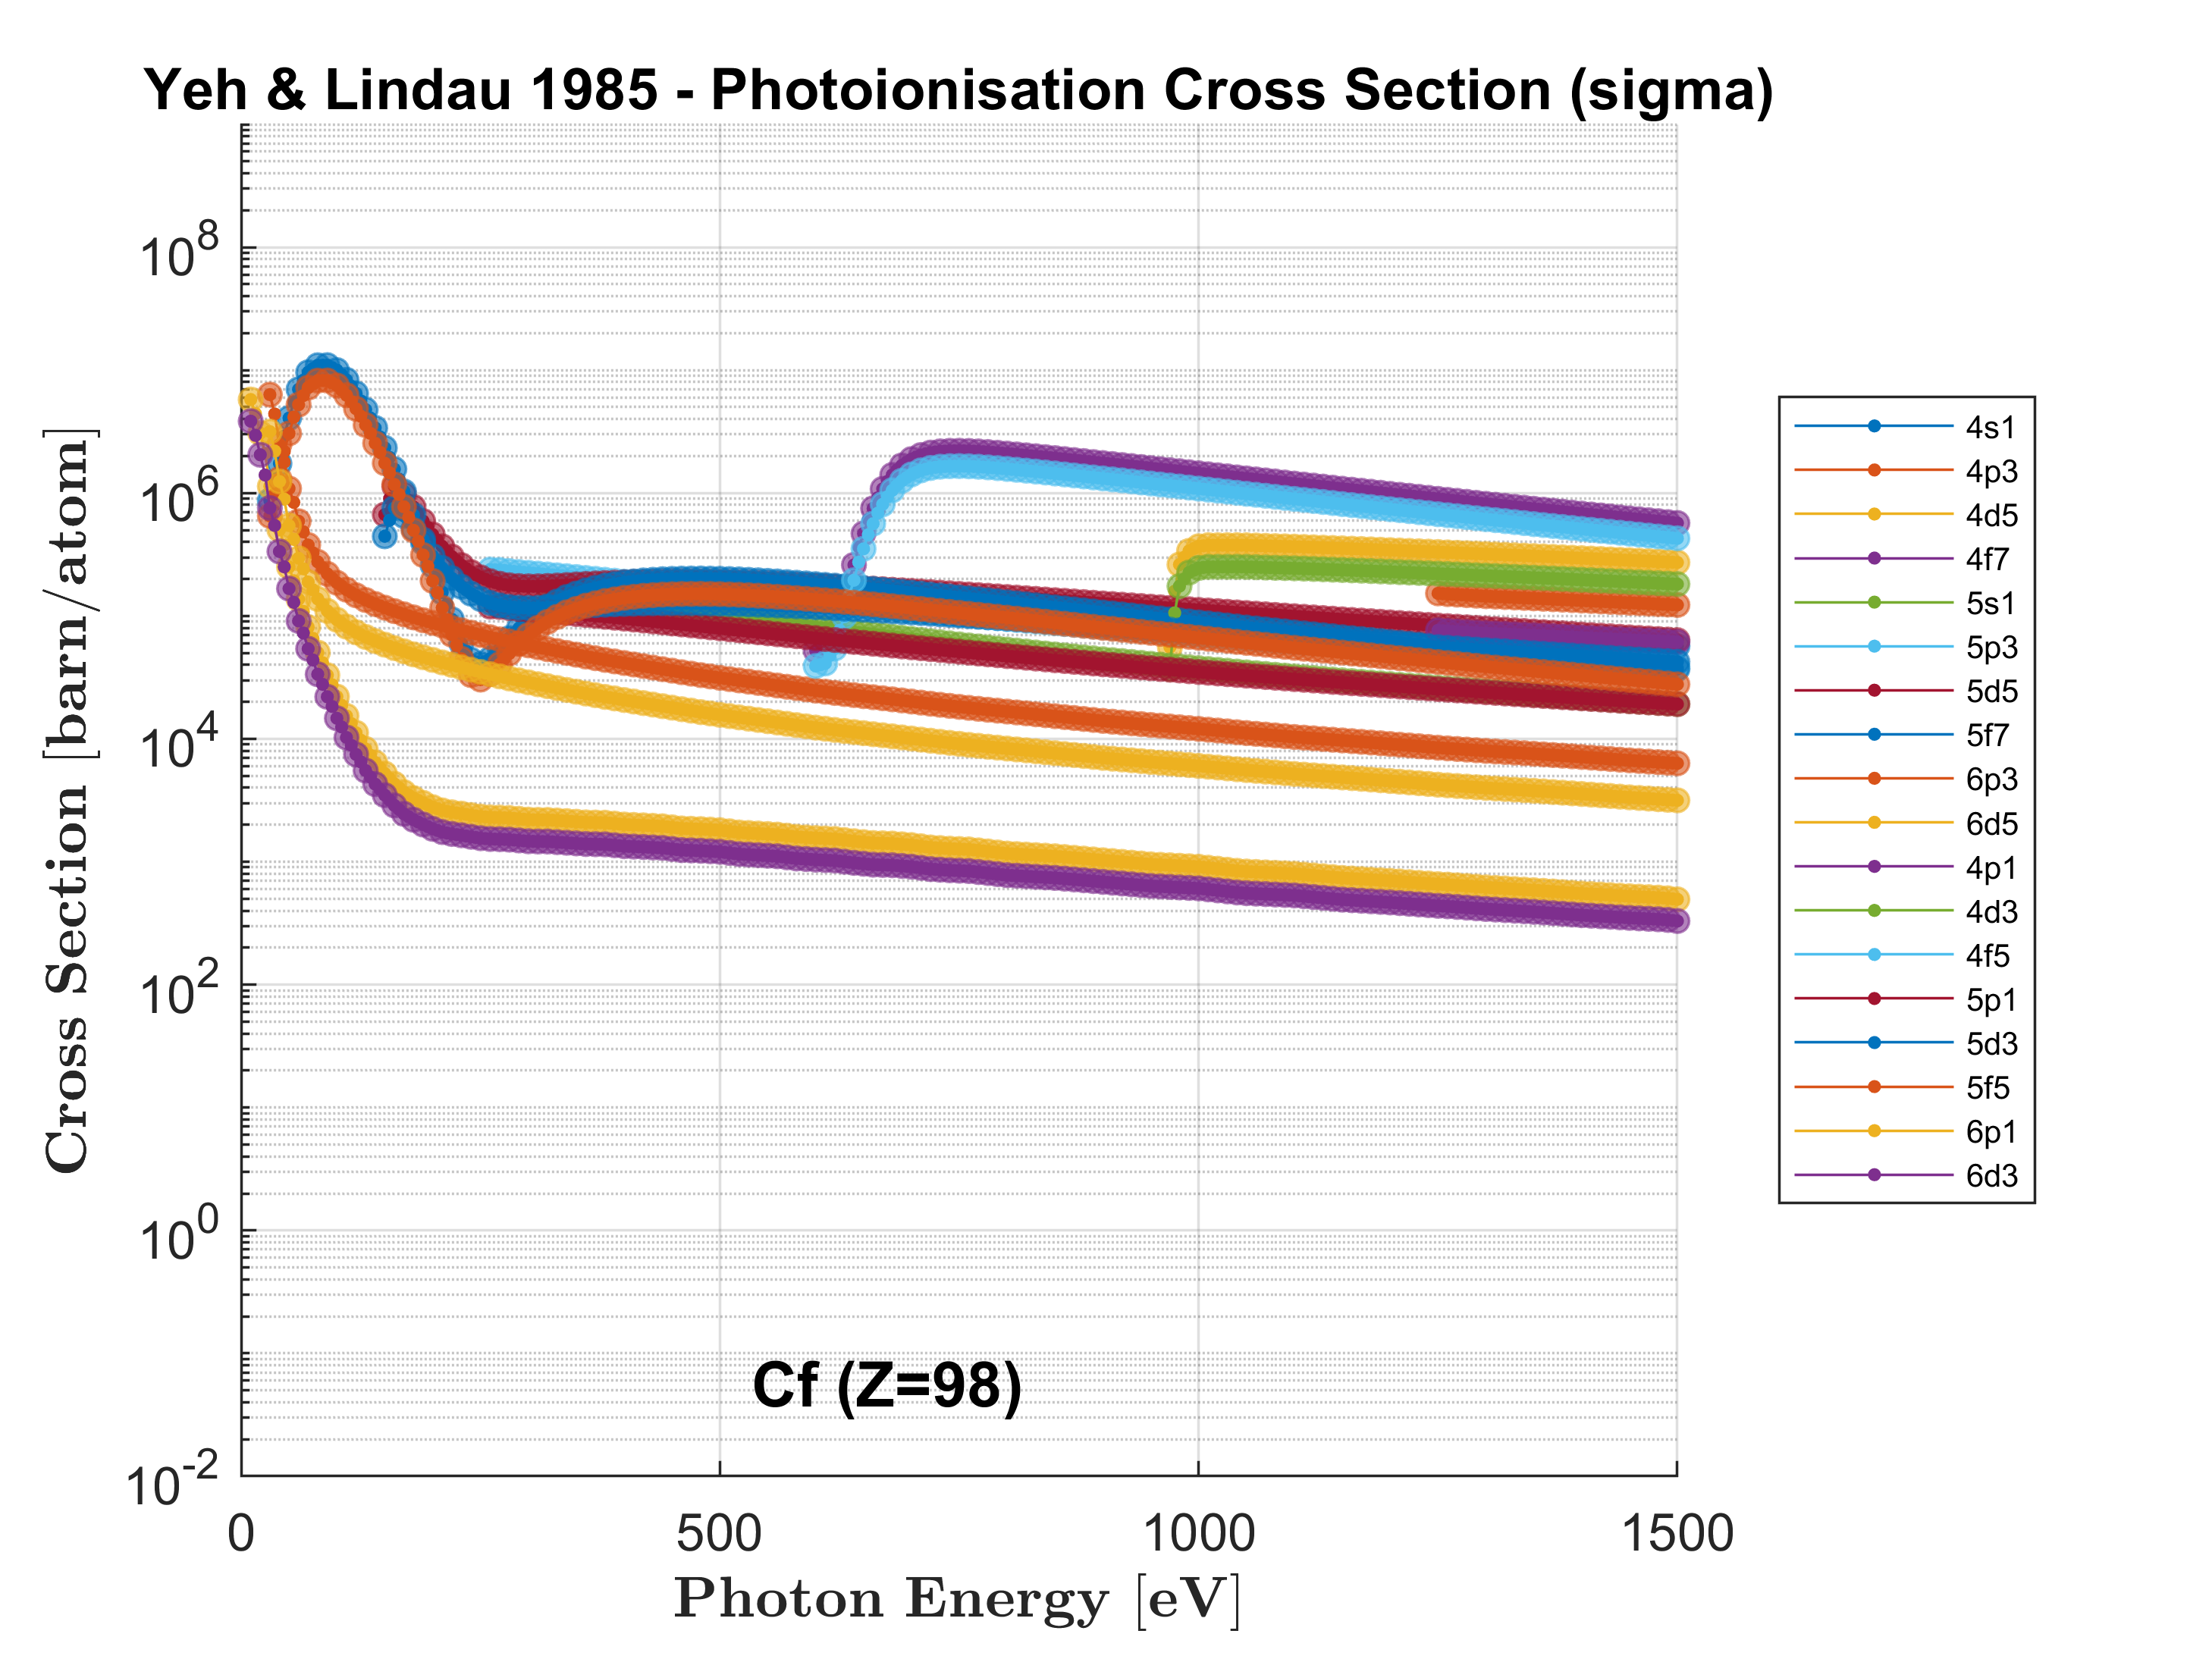 Yeh & Lindau 1985 - Photoionisation Cross Section (sigma)
10^8
10^6
10^4
10^2
10^0
10^-2
Cross Section [barn/atom]
Cf (Z=98)
0 500 1000 1500
Photon Energy [eV]
4s1
4p3
4d5
4f7
5s1
5p3
5d5
5f7
6p3
6d5
4p1
4d3
4f5
5p1
5d3
5f5
6p1
6d3